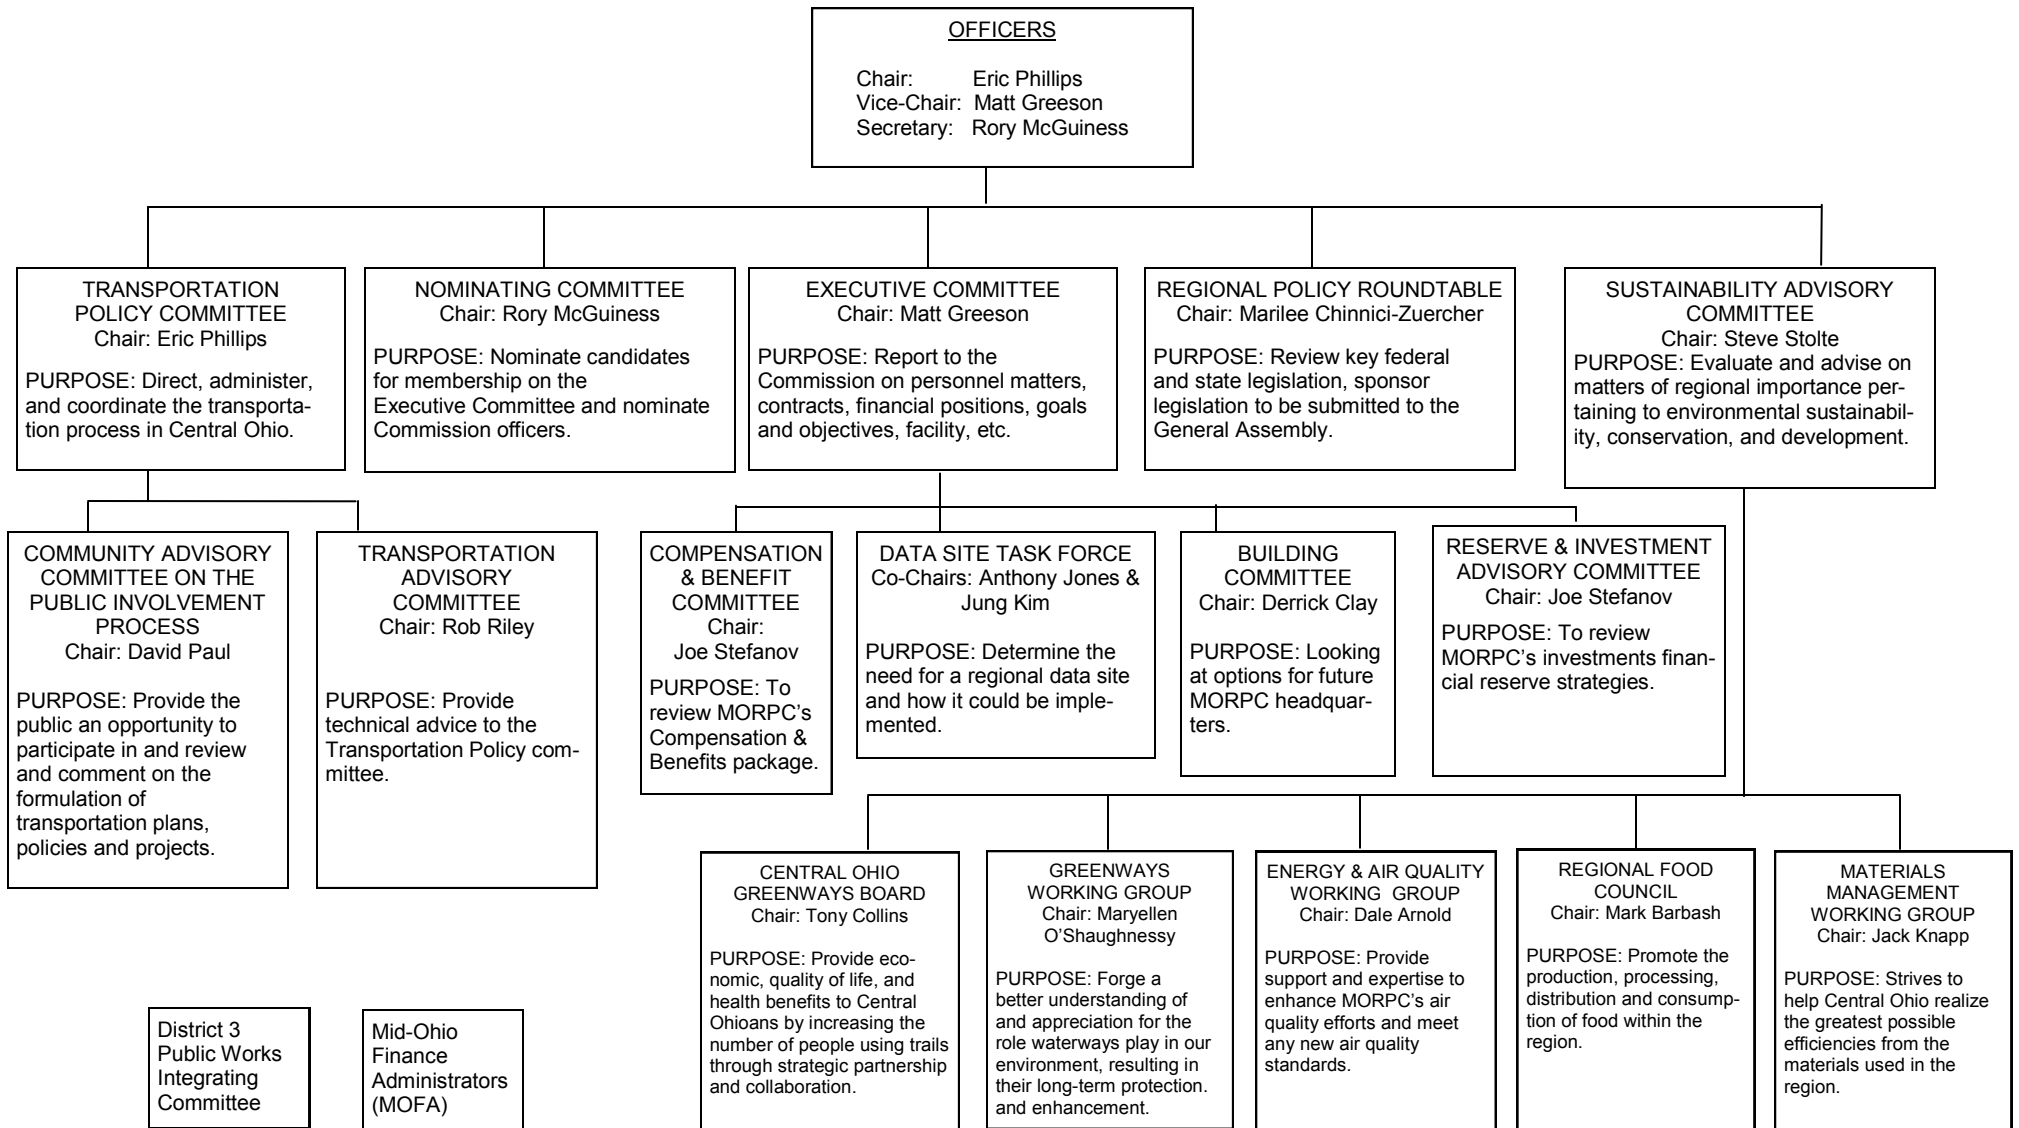 OFFICERS
Chair: Eric Phillips
Vice-Chair: Matt Greeson
Secretary: Rory McGuiness
TRANSPORTATION
POLICY COMMITTEE
Chair: Eric Phillips
PURPOSE: Direct, administer,
and coordinate the transporta-
tion process in Central Ohio.
NOMINATING COMMITTEE
Chair: Rory McGuiness
PURPOSE: Nominate candidates
for membership on the
Executive Committee and nominate
Commission officers.
EXECUTIVE COMMITTEE
Chair: Matt Greeson
PURPOSE: Report to the
Commission on personnel matters,
contracts, financial positions, goals
and objectives, facility, etc.
REGIONAL POLICY ROUNDTABLE
Chair: Marilee Chinnici-Zuercher
PURPOSE: Review key federal
and state legislation, sponsor
legislation to be submitted to the
General Assembly.
SUSTAINABILITY ADVISORY
COMMITTEE
Chair: Steve Stolte
PURPOSE: Evaluate and advise on
matters of regional importance per-
taining to environmental sustainabil-
ity, conservation, and development.
COMMUNITY ADVISORY
COMMITTEE ON THE
PUBLIC INVOLVEMENT
PROCESS
Chair: David Paul
PURPOSE: Provide the
public an opportunity to
participate in and review
and comment on the
formulation of
transportation plans,
policies and projects.
TRANSPORTATION
ADVISORY
COMMITTEE
Chair: Rob Riley
PURPOSE: Provide
technical advice to the
Transportation Policy com-
mittee.
COMPENSATION
& BENEFIT
COMMITTEE
Chair:
Joe Stefanov
PURPOSE: To
review MORPC's
Compensation &
Benefits package.
DATA SITE TASK FORCE
Co-Chairs: Anthony Jones &
Jung Kim
PURPOSE: Determine the
need for a regional data site
and how it could be imple-
mented.
BUILDING
COMMITTEE
Chair: Derrick Clay
PURPOSE: Looking
at options for future
MORPC headquar-
ters.
RESERVE & INVESTMENT
ADVISORY COMMITTEE
Chair: Joe Stefanov
PURPOSE: To review
MORPC's investments finan-
cial reserve strategies.
CENTRAL OHIO
GREENWAYS BOARD
Chair: Tony Collins
PURPOSE: Provide eco-
nomic, quality of life, and
health benefits to Central
Ohioans by increasing the
number of people using trails
through strategic partnership
and collaboration.
GREENWAYS
WORKING GROUP
Chair: Maryellen
O'Shaughnessy
PURPOSE: Forge a
better understanding of
and appreciation for the
role waterways play in our
environment, resulting in
their long-term protection.
and enhancement.
ENERGY & AIR QUALITY
WORKING GROUP
Chair: Dale Arnold
PURPOSE: Provide
support and expertise to
enhance MORPC's air
quality efforts and meet
any new air quality
standards.
REGIONAL FOOD
COUNCIL
Chair: Mark Barbash
PURPOSE: Promote the
production, processing,
distribution and consump-
tion of food within the
region.
MATERIALS
MANAGEMENT
WORKING GROUP
Chair: Jack Knapp
PURPOSE: Strives to
help Central Ohio realize
the greatest possible
efficiencies from the
materials used in the
region.
District 3
Public Works
Integrating
Committee
Mid-Ohio
Finance
Administrators
(MOFA)